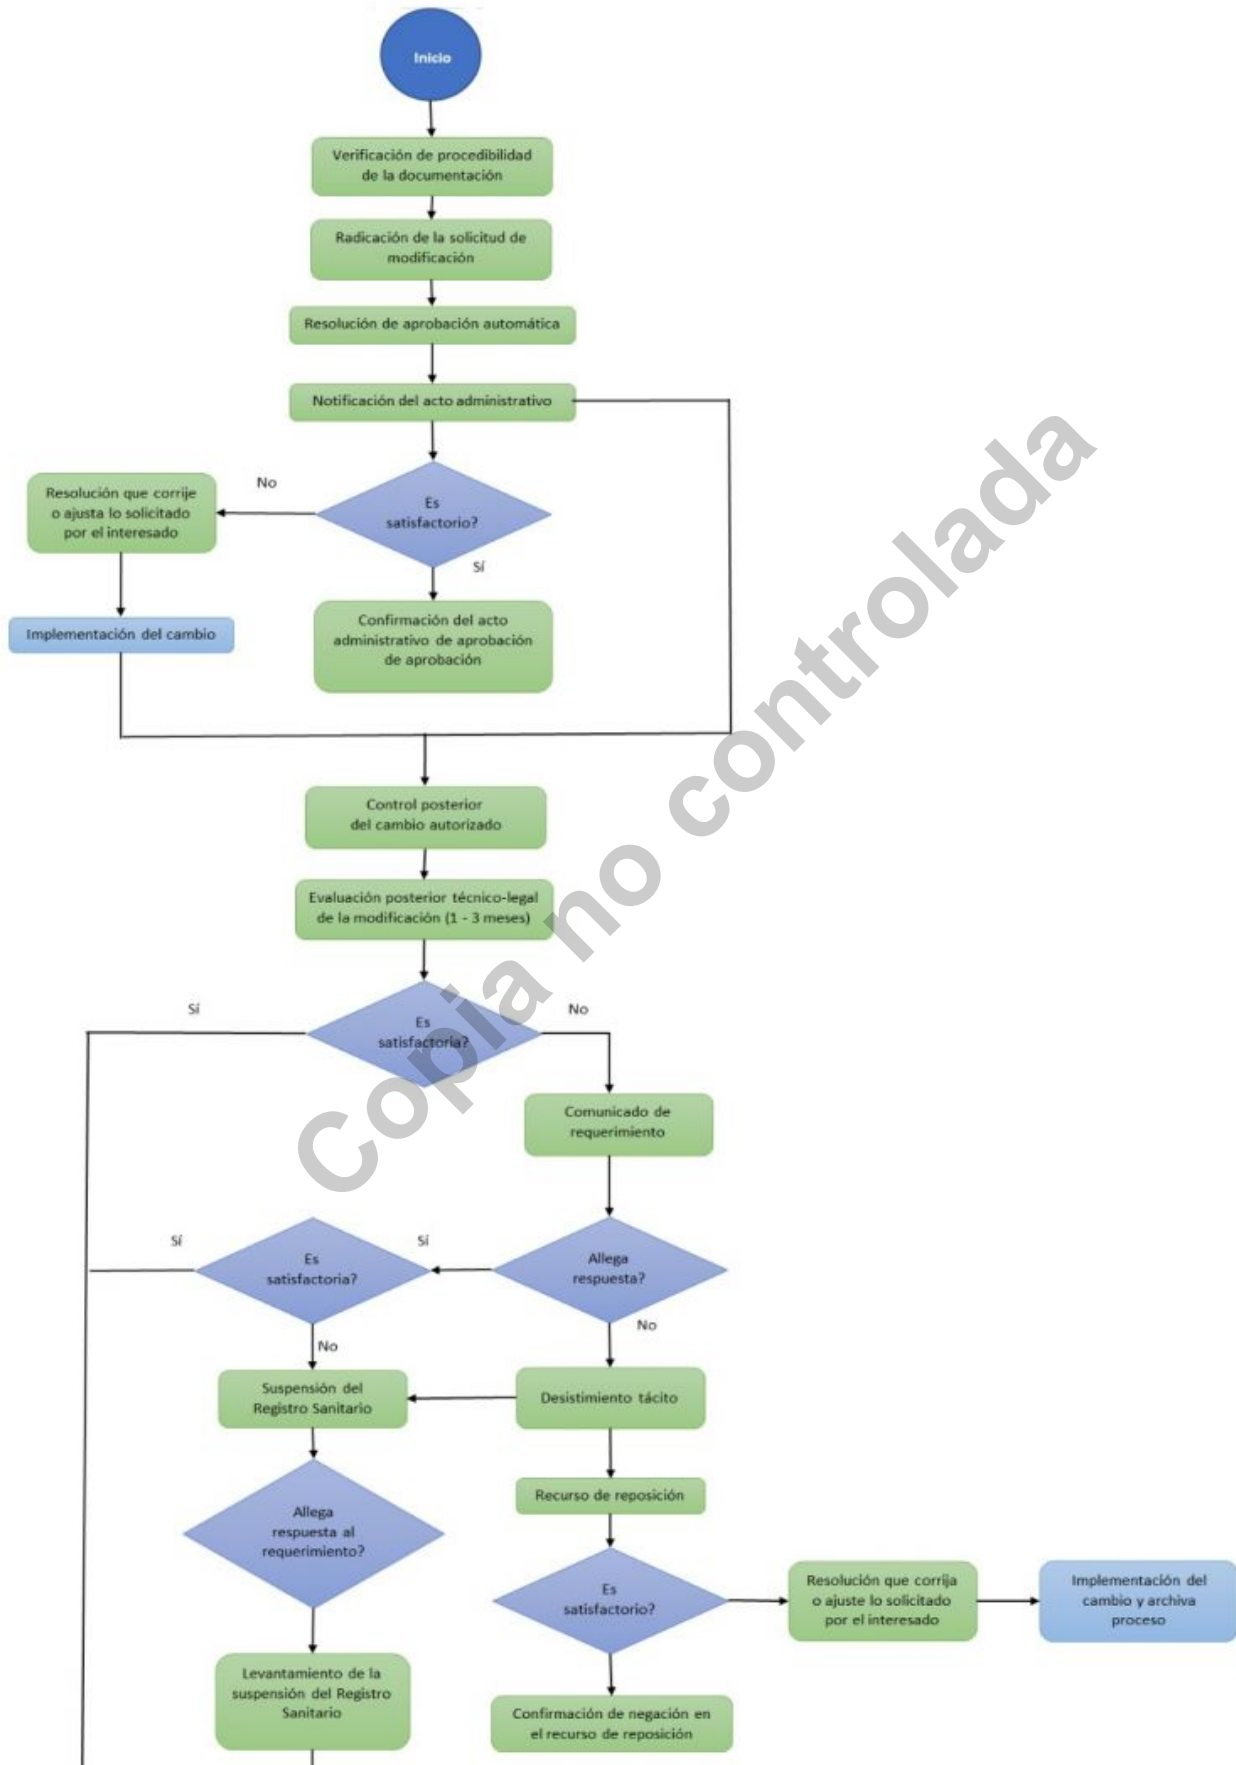 Inicio
Verificación de procedibilidad
de la documentación
Radicación de la solicitud de
modificación
Resolución de aprobación automática
Notificación del acto administrativo
No
Resolución que corrije
o ajusta lo solicitado
por el interesado
Es
satisfactorio?
Sí
Implementación del cambio
Confirmación del acto
administrativo de aprobación
de aprobación
Control posterior
del cambio autorizado
Evaluación posterior técnico-legal
de la modificación (1 - 3 meses)
Sí
No
Es
satisfactoria?
Comunicado de
requerimiento
Sí
Es
satisfactoria?
Sí
Allega
respuesta?
No
No
Suspensión del
Registro Sanitario
Desistimiento tácito
Allega
respuesta al
requerimiento?
Recurso de reposición
Es
satisfactorio?
Resolución que corrija
o ajuste lo solicitado
por el interesado
Implementación del
cambio y archiva
proceso
Levantamiento de la
suspensión del Registro
Sanitario
Confirmación de negación en
el recurso de reposición
Copia no controlada